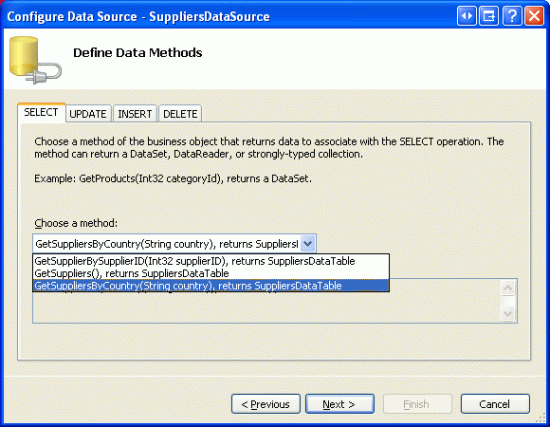 Configure Data Source - SuppliersDataSource
Define Data Methods
SELECT UPDATE INSERT DELETE
Choose a method of the business object that returns data to associate with the SELECT operation. The
method can return a DataSet, DataReader, or strongly-typed collection.
Example: GetProducts(Int32 categoryId), returns a DataSet.
Choose a method:
GetSuppliersByCountry(String country), returns Suppliers
GetSupplierBySupplierID(Int32 supplierID), returns SuppliersDataTable
GetSuppliers(), returns SuppliersDataTable
GetSuppliersByCountry(String country), returns SuppliersDataTable
< Previous Next > Finish Cancel